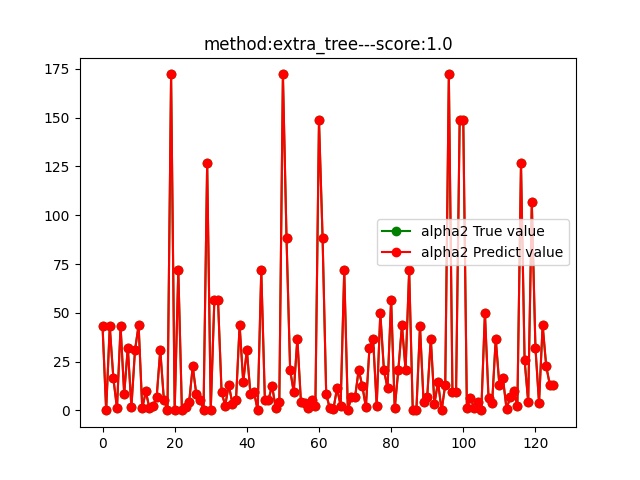 method:extra_tree---score:1.0
175
150
125
100
75
50
25
0
alpha2 True value
alpha2 Predict value
0 20 40 60 80 100 120